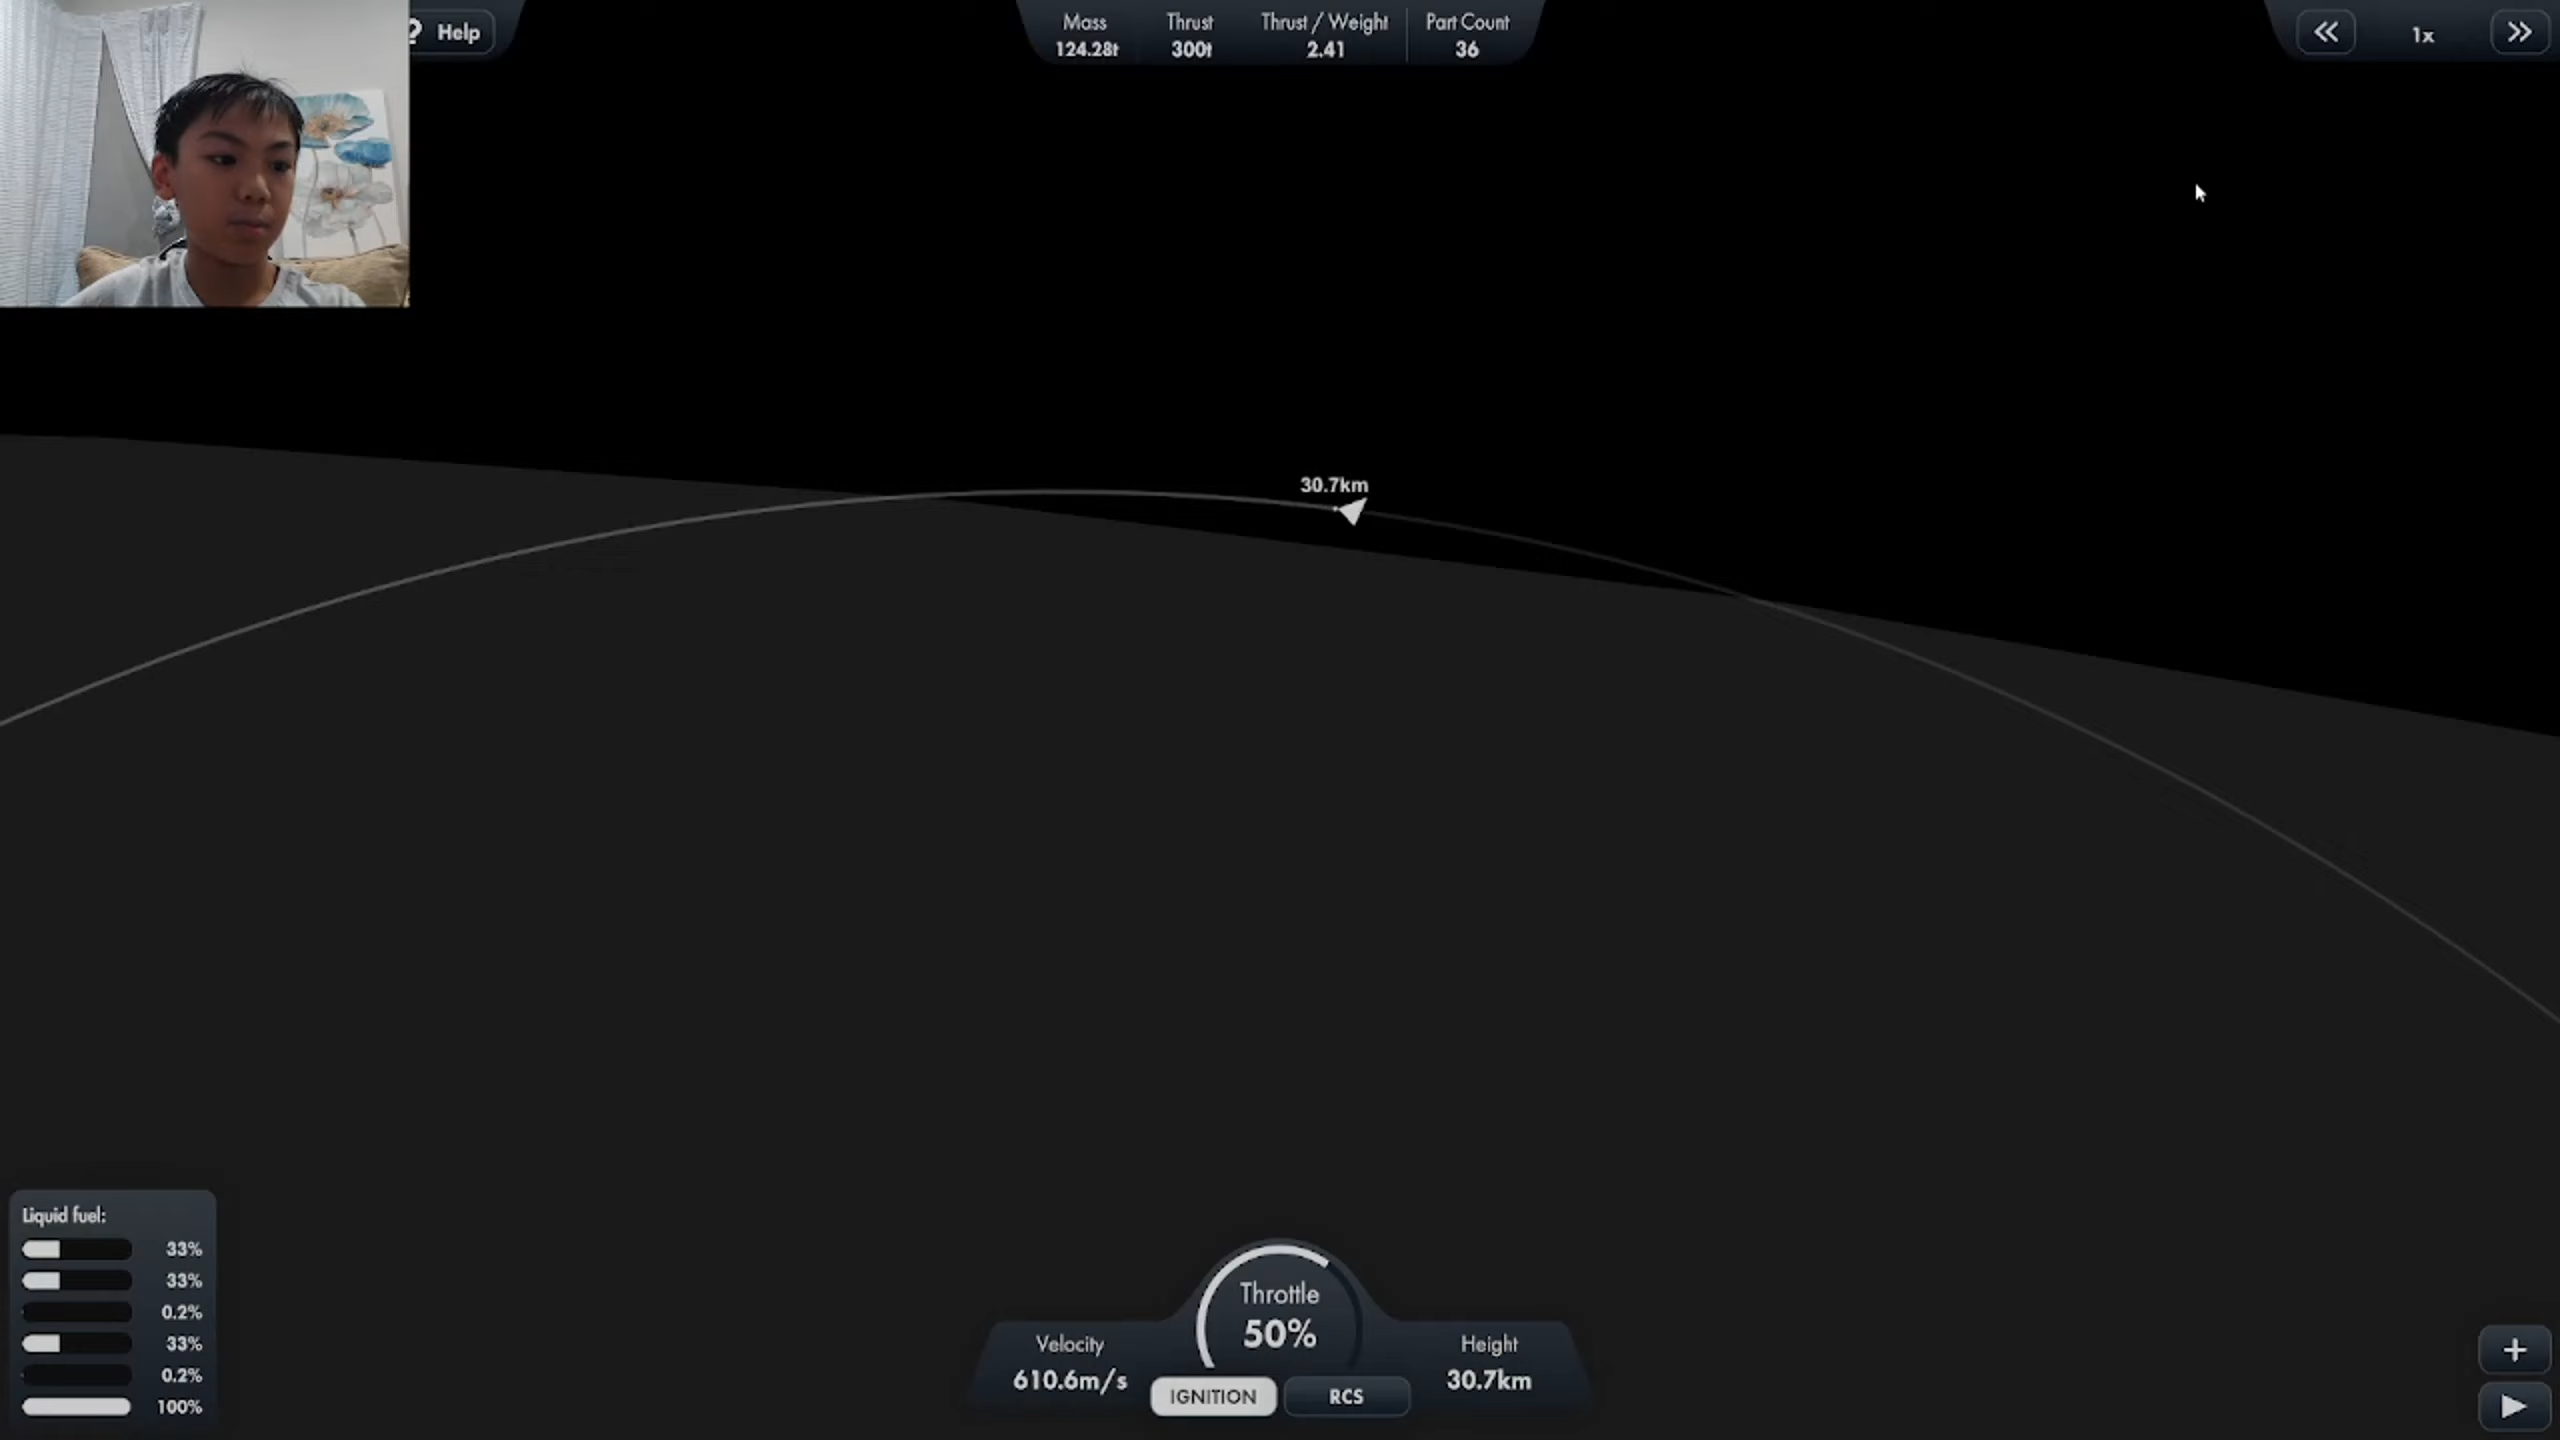 ? Help
Mass Thrust Thrust / Weight Part Count
124.28t 300t 2.41 36
1x
30.7km
Liquid fuel:
33%
33%
0.2%
33%
0.2%
100%
Throttle
50%
Velocity
610.6m/s
IGNITION
RCS
Height
30.7km